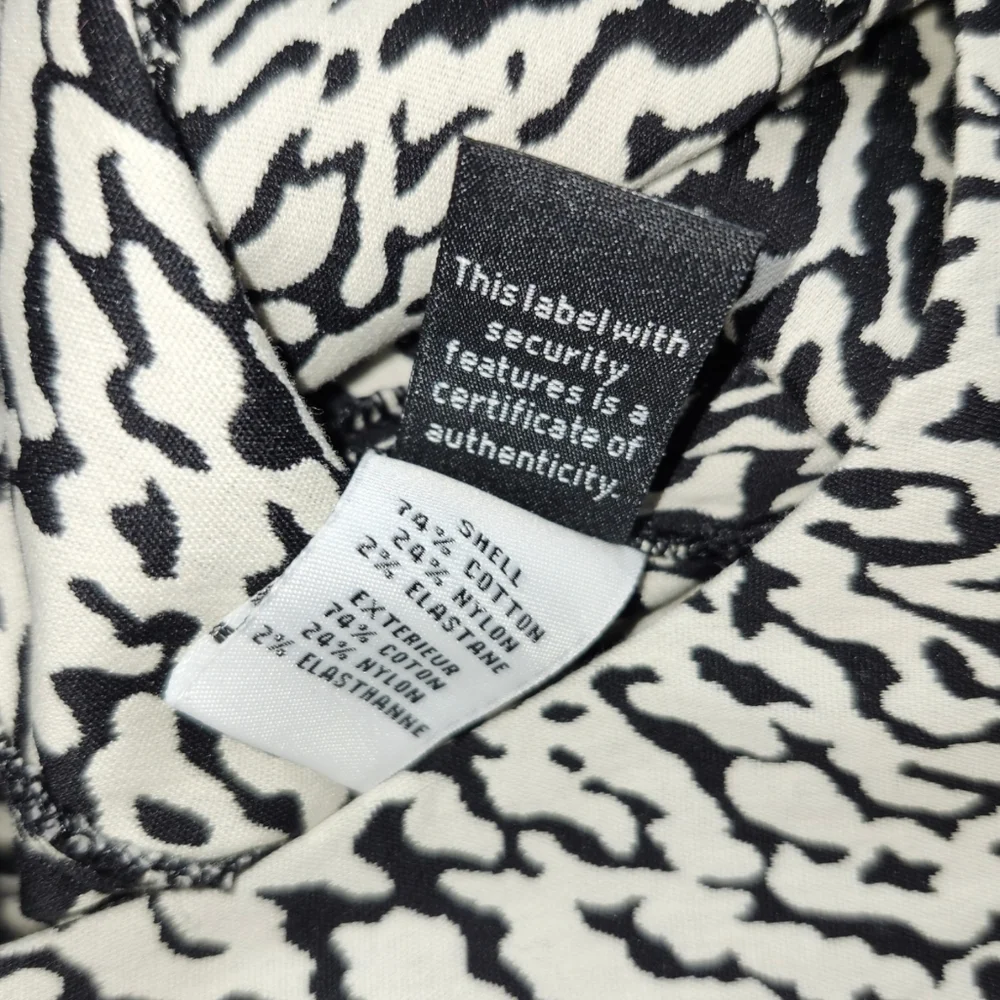 This label with
security
features is a
certificate of
authenticity.
SHELL
74% COTTON
24% NYLON
2% ELASTANE
EXTERIEUR
74% COTON
24% NYLON
2% ELASTHANNE